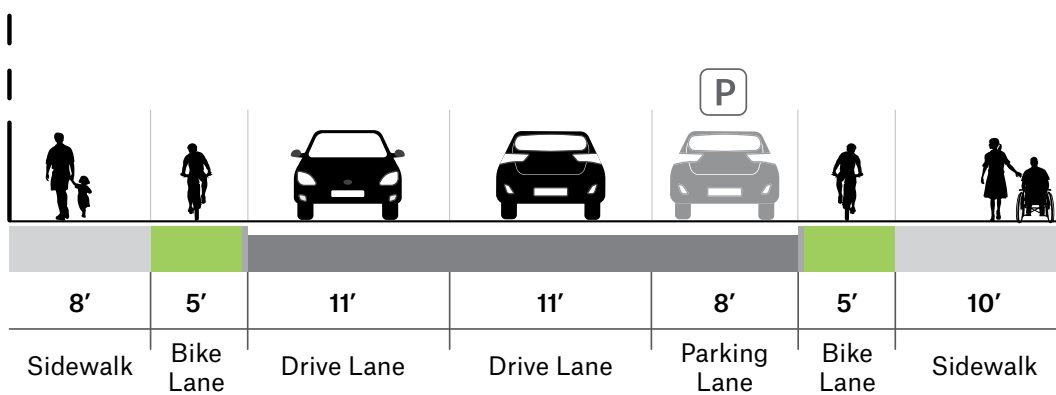 P
8′ 5′ 11′ 11′ 8′ 5′ 10′
Sidewalk
Bike
Lane
Drive Lane
Drive Lane
Parking
Lane
Bike
Lane
Sidewalk